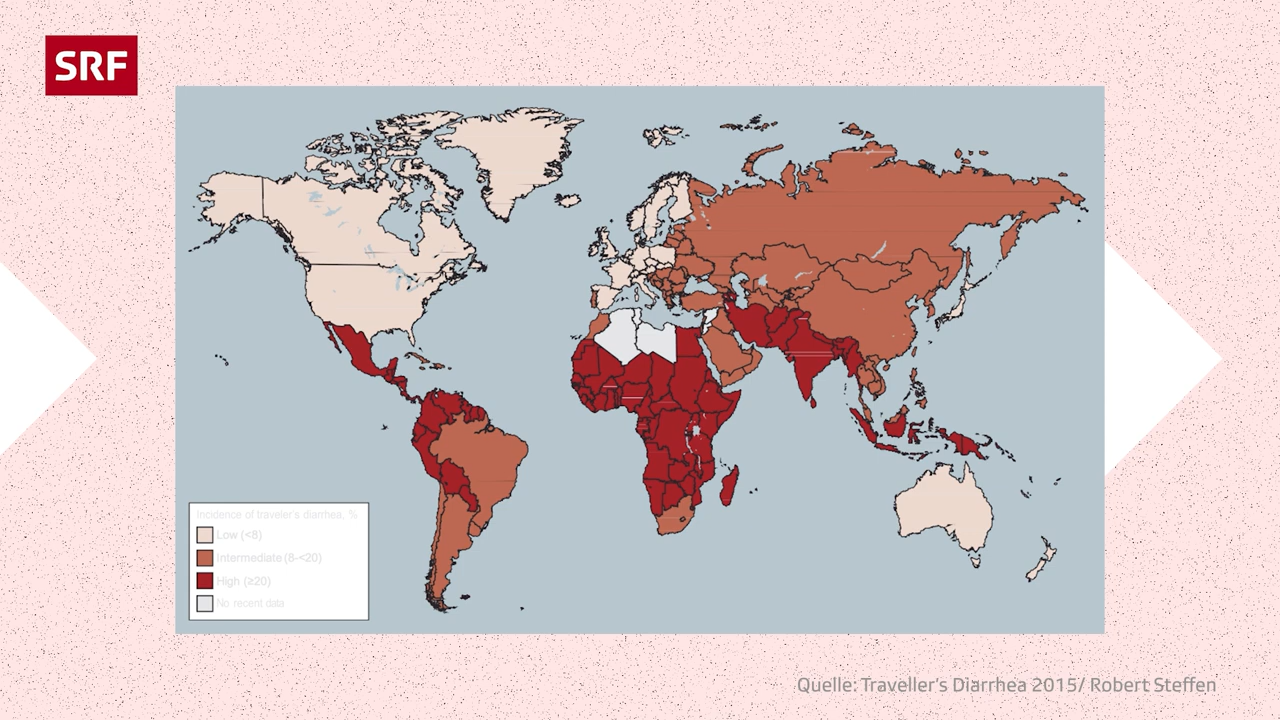 SRF
Incidence of traveler's diarrhea, %
Low (<8)
Intermediate (8-<20)
High (≥20)
No recent data
Quelle: Traveller's Diarrhea 2015/ Robert Steffen